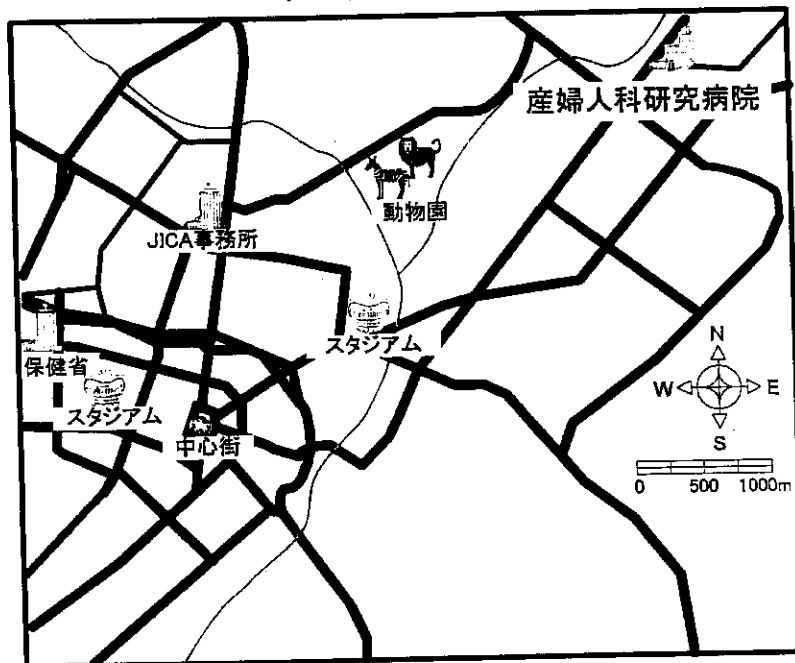 産婦人科研究病院
動物園
JICA事務所
スタジアム
保健省
スタジアム
中心街
N
W E
S
0 500 1000m